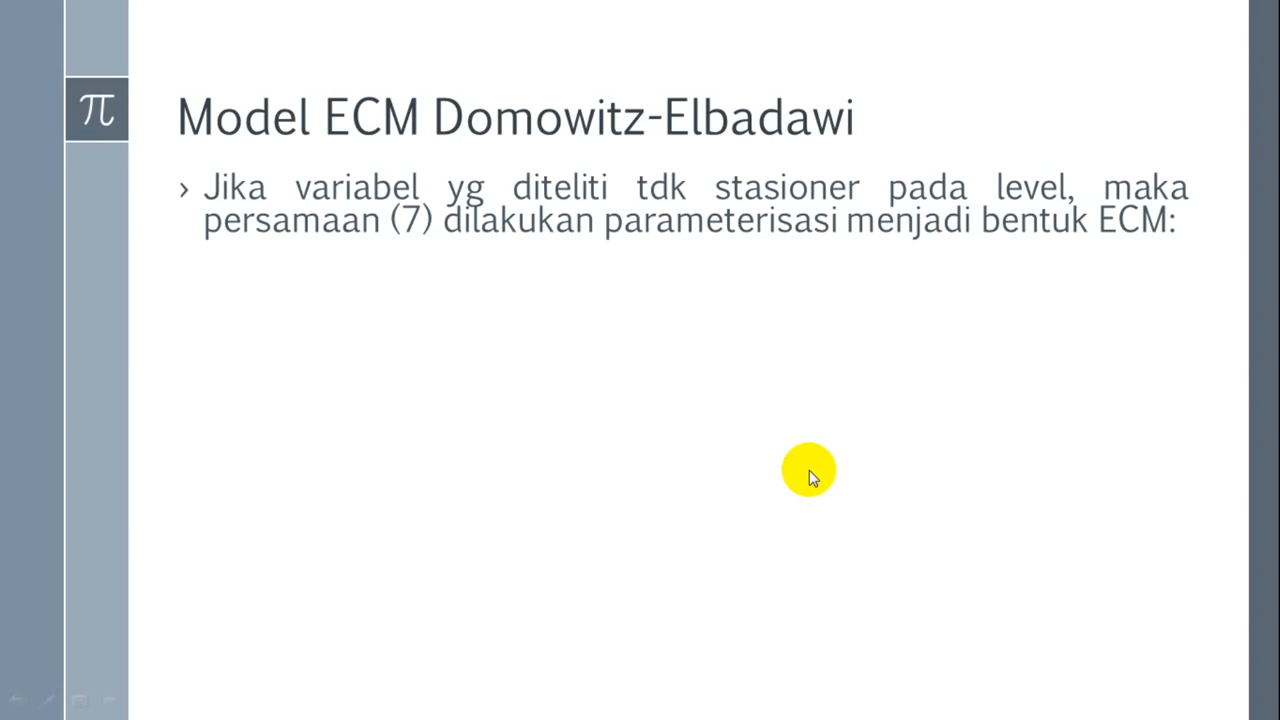 π
Model ECM Domowitz-Elbadawi
› Jika variabel yg diteliti tdk stasioner pada level, maka
persamaan (7) dilakukan parameterisasi menjadi bentuk ECM: